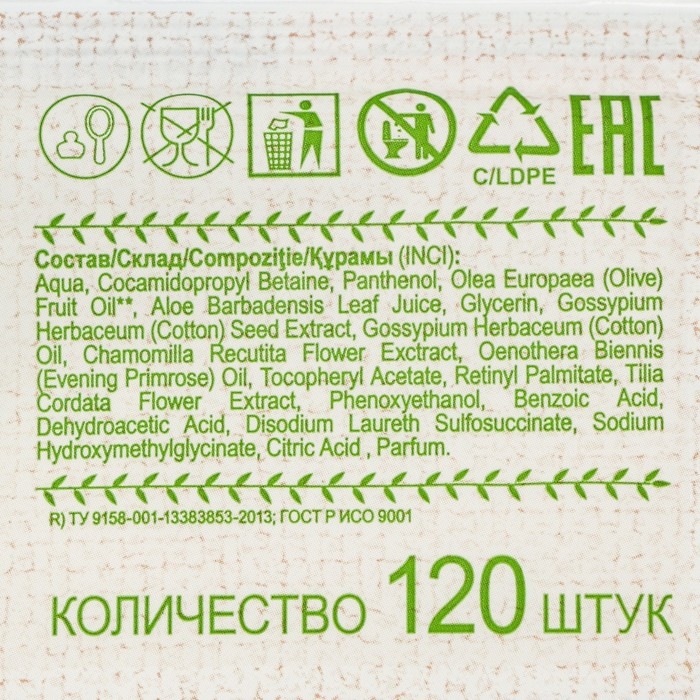 C/LDPE
EAC
Состав/Склад/Compoziţie/Құрамы (INCI):
Aqua, Cocamidopropyl Betaine, Panthenol, Olea Europaea (Olive)
Fruit Oil**, Aloe Barbadensis Leaf Juice, Glycerin, Gossypium
Herbaceum (Cotton) Seed Extract, Gossypium Herbaceum (Cotton)
Oil, Chamomilla Recutita Flower Exctract, Oenothera Biennis
(Evening Primrose) Oil, Tocopheryl Acetate, Retinyl Palmitate, Tilia
Cordata Flower Extract, Phenoxyethanol, Benzoic Acid,
Dehydroacetic Acid, Disodium Laureth Sulfosuccinate, Sodium
Hydroxymethylglycinate, Citric Acid , Parfum.
R) ТУ 9158-001-13383853-2013; ГОСТ Р ИСО 9001
КОЛИЧЕСТВО 120 ШТУК